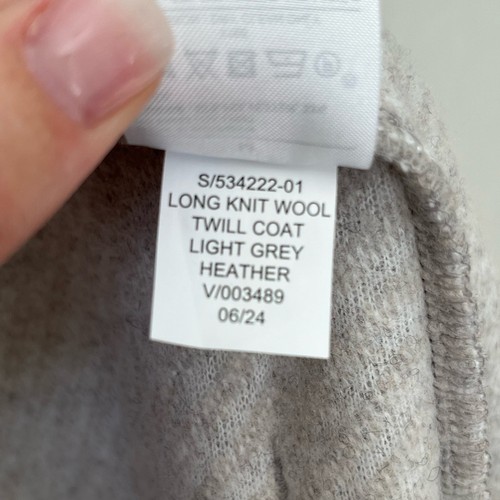 S/534222-01
LONG KNIT WOOL
TWILL COAT
LIGHT GREY
HEATHER
V/003489
06/24